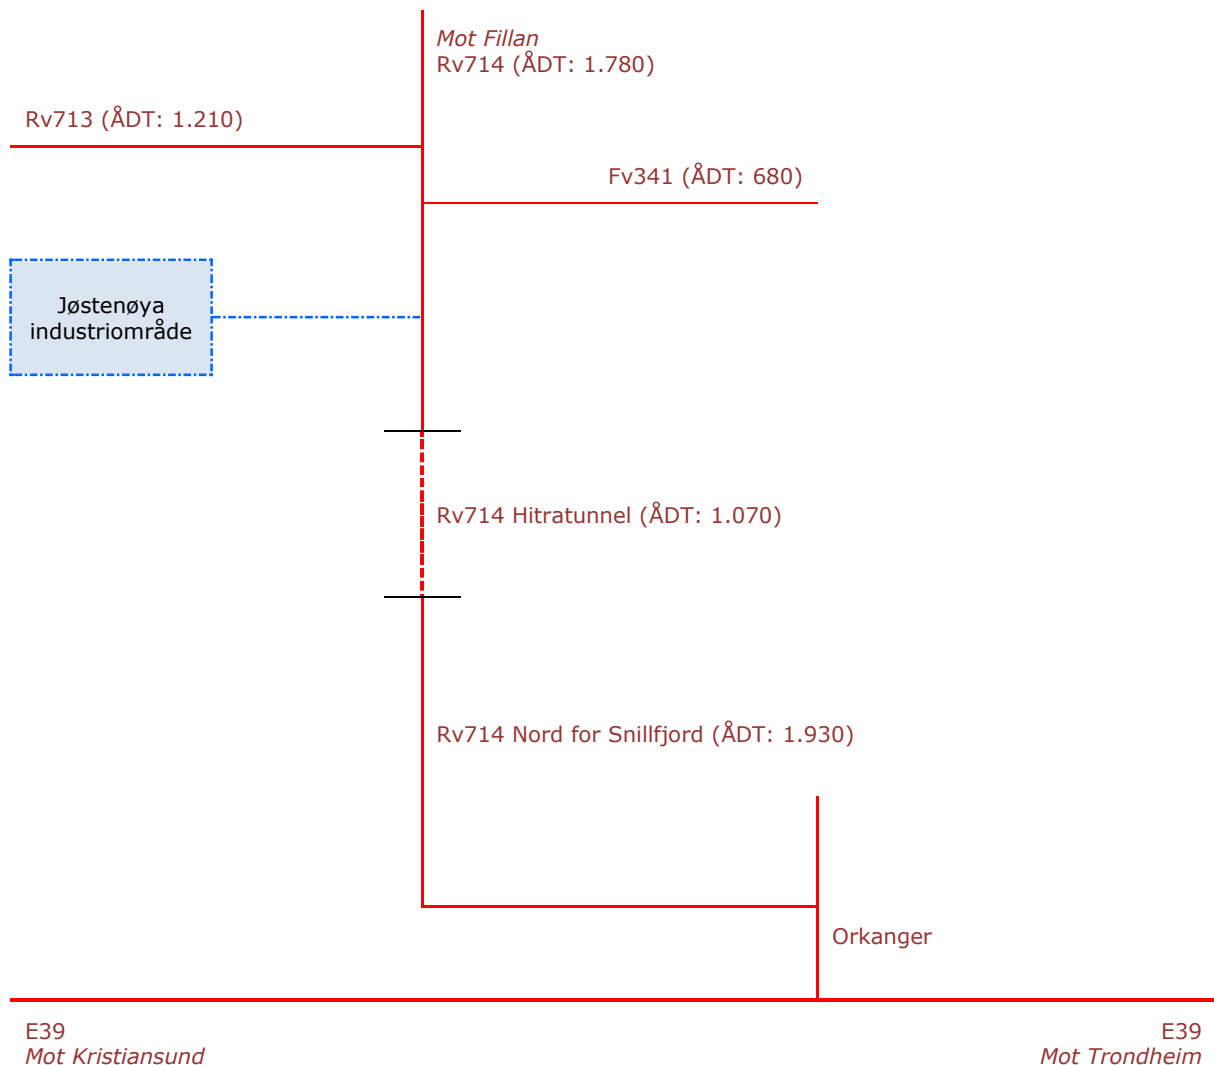 Mot Fillan
Rv714 (ÅDT: 1.780)
Rv713 (ÅDT: 1.210)
Fv341 (ÅDT: 680)
Jøstenøya
industriområde
Rv714 Hitratunnel (ÅDT: 1.070)
Rv714 Nord for Snillfjord (ÅDT: 1.930)
Orkanger
E39
Mot Kristiansund
E39
Mot Trondheim